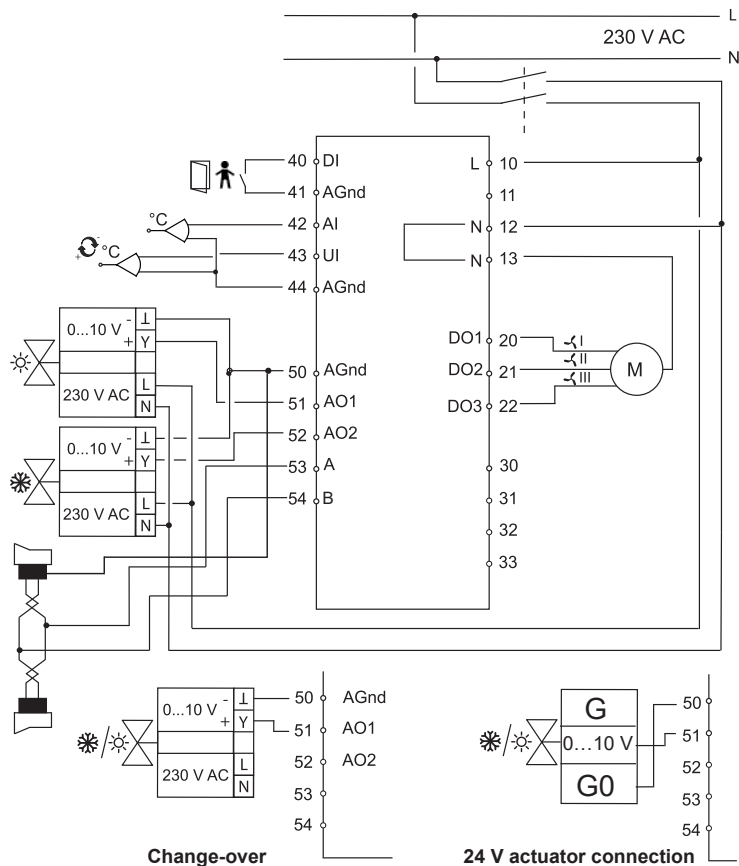 L
230 V AC
N
40 DI
41 AGnd
42 AI
43 UI
44 AGnd
°C
°C
+ -
L 10
11
N 12
N 13
DO1 20
DO2 21
DO3 22
I
II
III
M
30
31
32
33
0...10 V - ⊥
+ Y
230 V AC L
N
0...10 V - ⊥
+ Y
230 V AC L
N
50 AGnd
51 AO1
52 AO2
53 A
54 B
0...10 V - ⊥
+ Y
230 V AC L
N
50 AGnd
51 AO1
52 AO2
53
54
Change-over
G
0...10 V
G0
50
51
52
53
54
24 V actuator connection